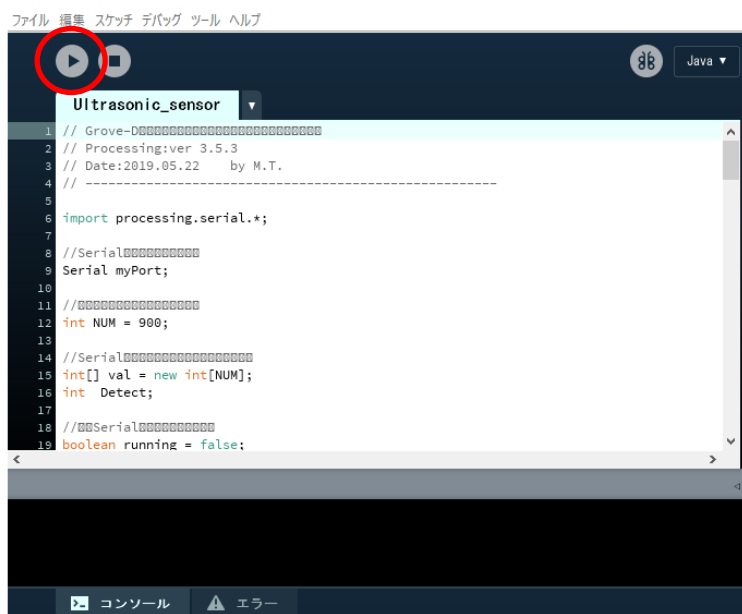 ファイル 編集 スケッチ デバッグ ツール ヘルプ
Java ▼
Ultrasonic_sensor ▼
1 // Grove-D
2 // Processing:ver 3.5.3
3 // Date:2019.05.22 by M.T.
4 // ------------------------------------------------------
5
6 import processing.serial.*;
7
8 //Serial
9 Serial myPort;
10
11 //
12 int NUM = 900;
13
14 //Serial
15 int[] val = new int[NUM];
16 int Detect;
17
18 //Serial
19 boolean running = false;
コンソール エラー